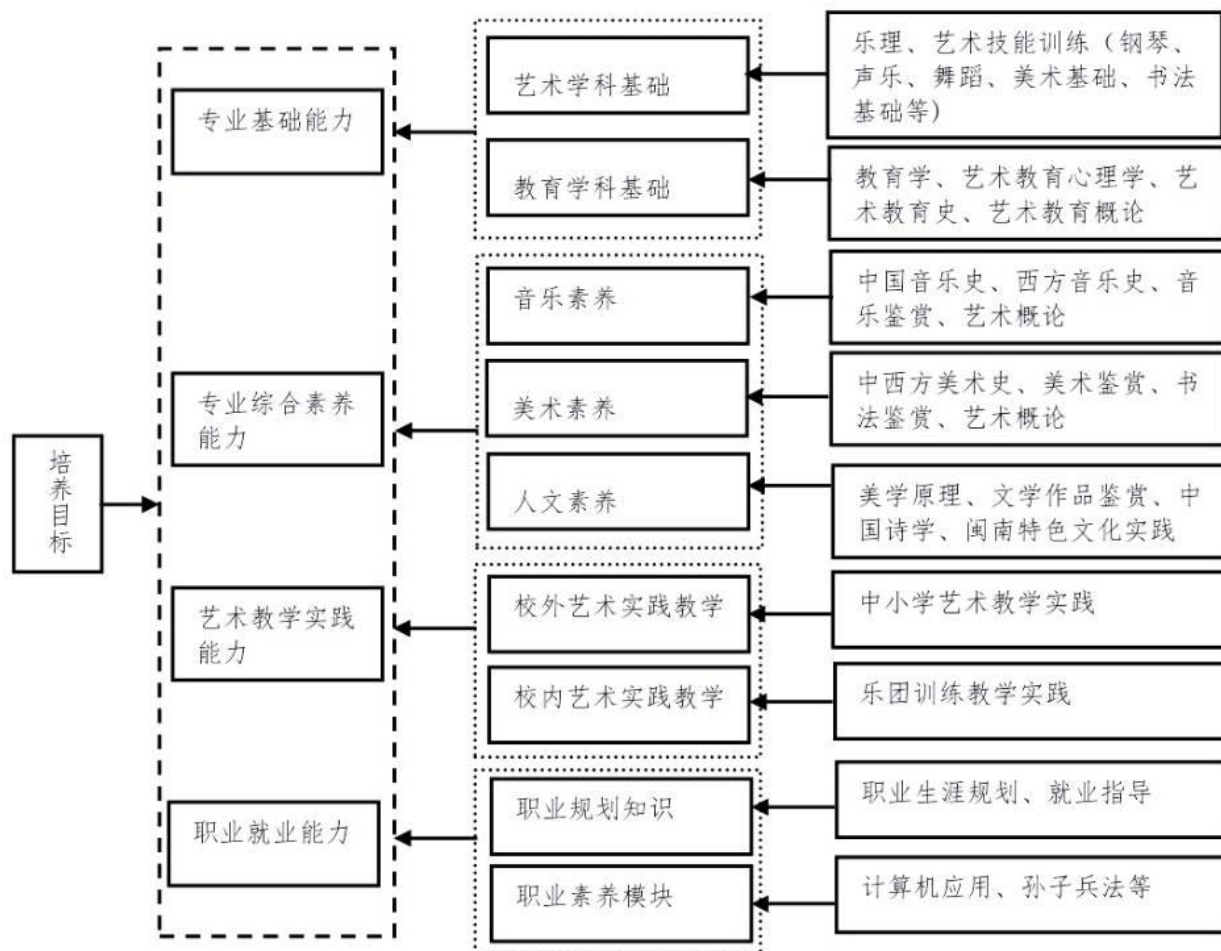 培
养
目
标
专业基础能力
专业综合素养
能力
艺术教学实践
能力
职业就业能力
艺术学科基础
教育学科基础
音乐素养
美术素养
人文素养
校外艺术实践教学
校内艺术实践教学
职业规划知识
职业素养模块
乐理、艺术技能训练（钢琴、
声乐、舞蹈、美术基础、书法
基础等)
教育学、艺术教育心理学、艺
术教育史、艺术教育概论
中国音乐史、西方音乐史、音
乐鉴赏、艺术概论
中西方美术史、美术鉴赏、书
法鉴赏、艺术概论
美学原理、文学作品鉴赏、中
国诗学、闽南特色文化实践
中小学艺术教学实践
乐团训练教学实践
职业生涯规划、就业指导
计算机应用、孙子兵法等